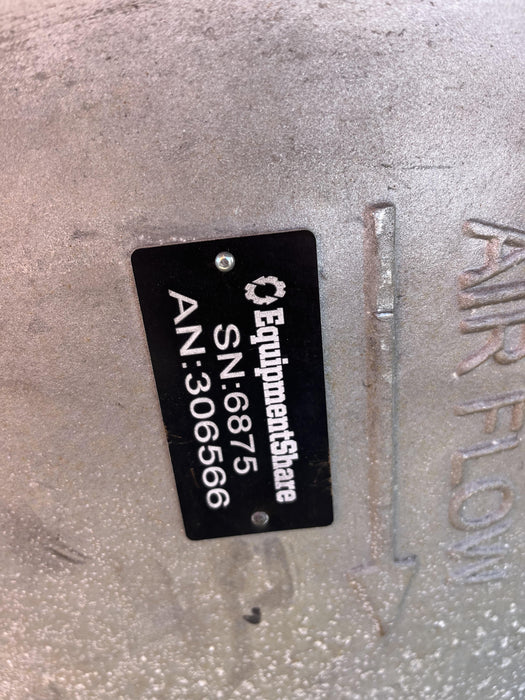 AIR FLOW
EquipmentShare
SN:6875
AN:306566